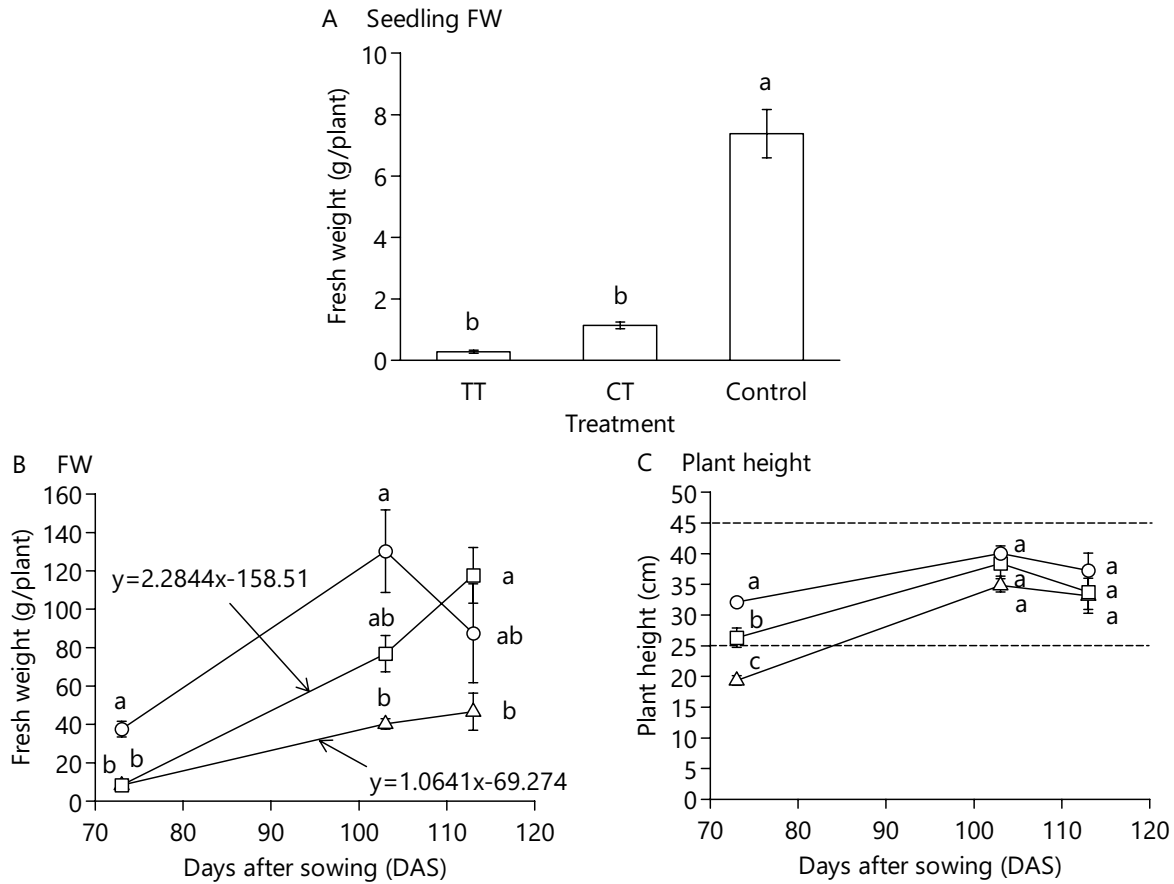 A Seedling FW
Fresh weight (g/plant)
10
8
6
4
2
0
b
b
a
TT CT Control
Treatment
B FW
Fresh weight (g/plant)
160
140
120
100
80
60
40
20
0
a
a
y=2.2844x-158.51
a
ab
ab
a
b b
b
b
y=1.0641x-69.274
70 80 90 100 110 120
Days after sowing (DAS)
C Plant height
Plant height (cm)
50
45
40
35
30
25
20
15
10
5
0
a
b
c
a
a
a
a
a
a
70 80 90 100 110 120
Days after sowing (DAS)